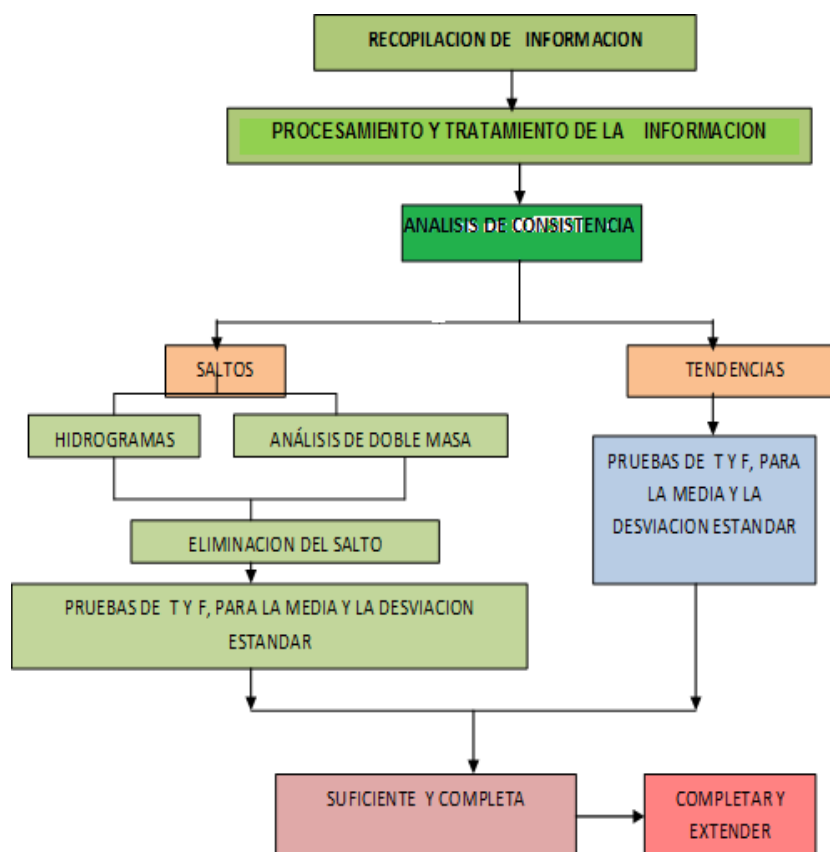 RECOPILACION DE INFORMACION
PROCESAMIENTO Y TRATAMIENTO DE LA INFORMACION
ANALISIS DE CONSISTENCIA
SALTOS
TENDENCIAS
HIDROGRAMAS
ANÁLISIS DE DOBLE MASA
PRUEBAS DE T Y F, PARA
LA MEDIA Y LA
DESVIACION ESTANDAR
ELIMINACION DEL SALTO
PRUEBAS DE T Y F, PARA LA MEDIA Y LA DESVIACION
ESTANDAR
SUFICIENTE Y COMPLETA
COMPLETAR Y
EXTENDER